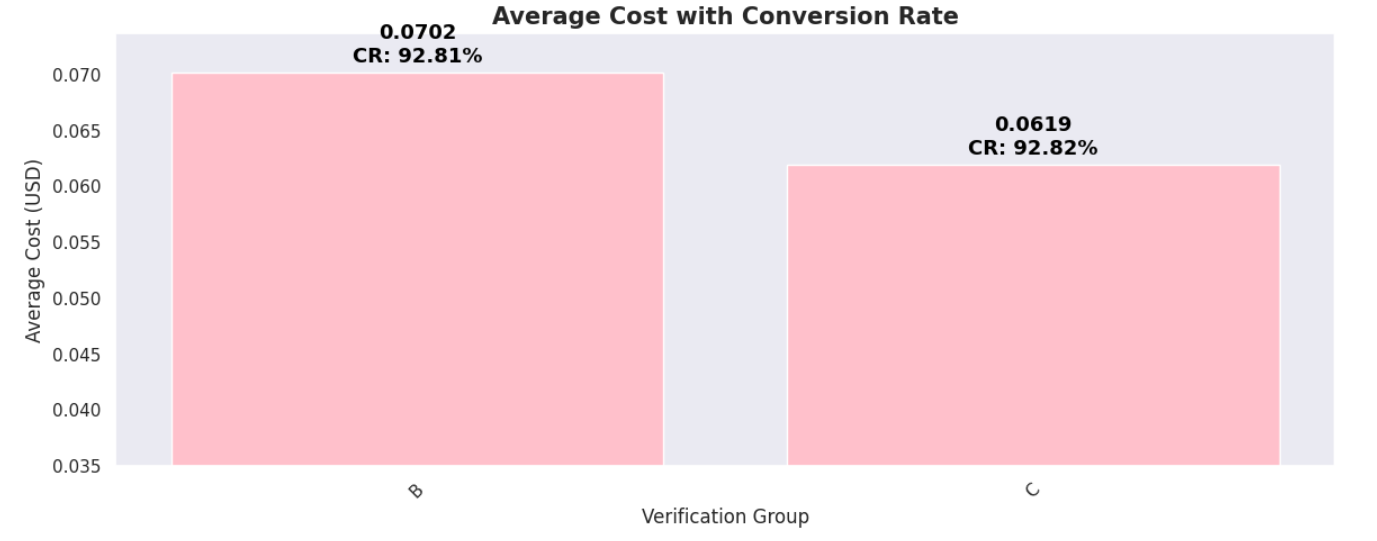 Average Cost with Conversion Rate
0.0702
CR: 92.81%
0.0619
CR: 92.82%
Average Cost (USD)
0.070
0.065
0.060
0.055
0.050
0.045
0.040
0.035
B
C
Verification Group